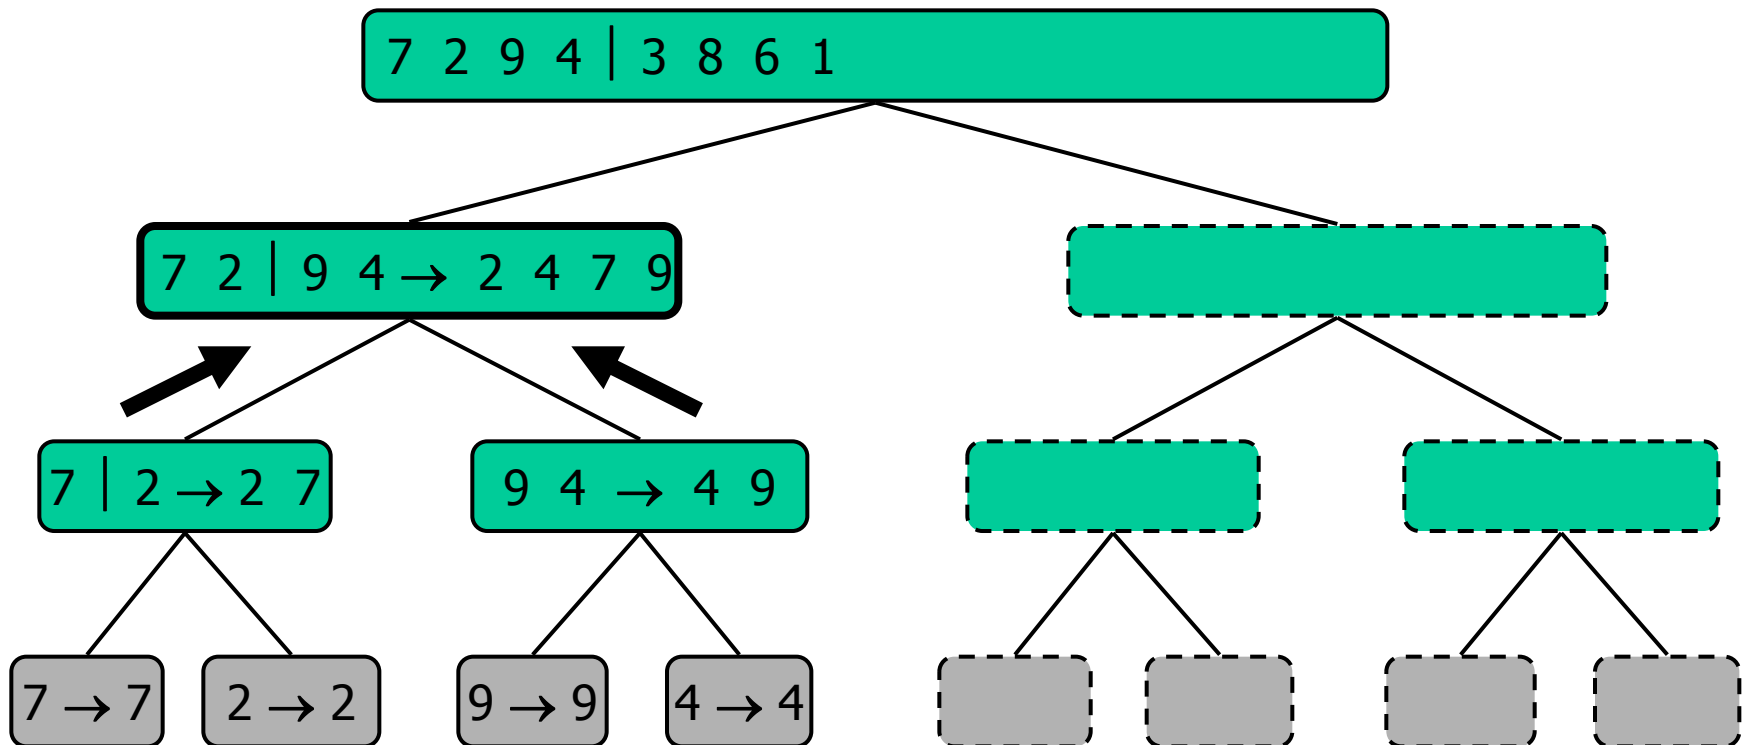 7 2 9 4 | 3 8 6 1
7 2 | 9 4 → 2 4 7 9
7 | 2 → 2 7
9 4 → 4 9
7 → 7
2 → 2
9 → 9
4 → 4